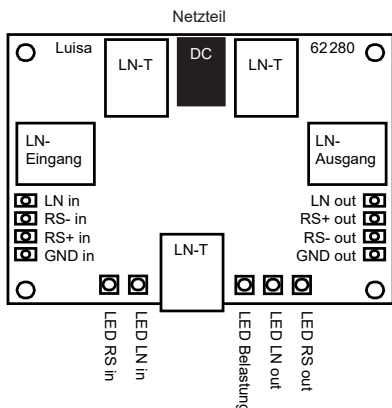 Netzteil
Luisa
62 280
LN-T
DC
LN-T
LN-
Eingang
LN-
Ausgang
LN in
RS- in
RS+ in
GND in
LN out
RS+ out
RS- out
GND out
LN-T
LED RS in
LED LN in
LED Belastung
LED LN out
LED RS out